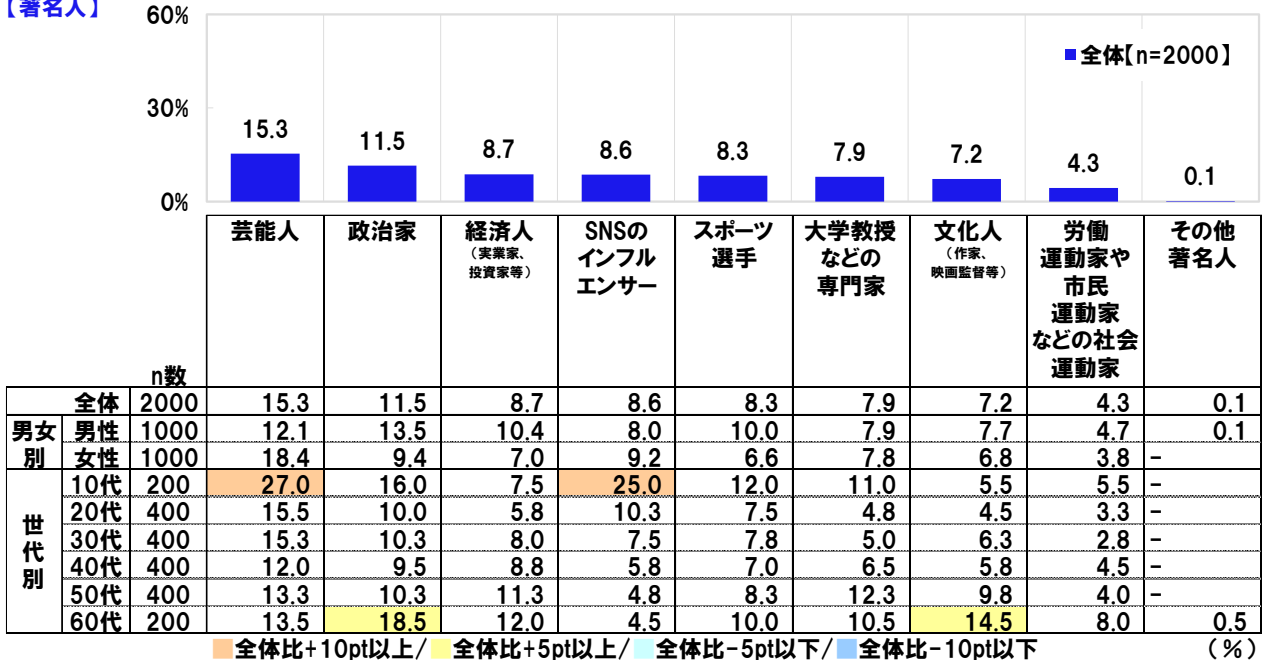 【著名人】
60%
30%
0%
■全体【n=2000】
15.3 11.5 8.7 8.6 8.3 7.9 7.2 4.3 0.1
芸能人
政治家
経済人
（実業家、
投資家等）
SNSの
インフル
エンサー
スポーツ
選手
大学教授
などの
専門家
文化人
（作家、
映画監督等）
労働
運動家や
市民
運動家
などの社会
運動家
その他
著名人
n数
全体 2000 15.3 11.5 8.7 8.6 8.3 7.9 7.2 4.3 0.1
男女別
男性 1000 12.1 13.5 10.4 8.0 10.0 7.9 7.7 4.7 0.1
女性 1000 18.4 9.4 7.0 9.2 6.6 7.8 6.8 3.8 -
世代別
10代 200 27.0 16.0 7.5 25.0 12.0 11.0 5.5 5.5 -
20代 400 15.5 10.0 5.8 10.3 7.5 4.8 4.5 3.3 -
30代 400 15.3 10.3 8.0 7.5 7.8 5.0 6.3 2.8 -
40代 400 12.0 9.5 8.8 5.8 7.0 6.5 5.8 4.5 -
50代 400 13.3 10.3 11.3 4.8 8.3 12.3 9.8 4.0 -
60代 200 13.5 18.5 12.0 4.5 10.0 10.5 14.5 8.0 0.5
■全体比+10pt以上/■全体比+5pt以上/■全体比-5pt以下/■全体比-10pt以下 （%）